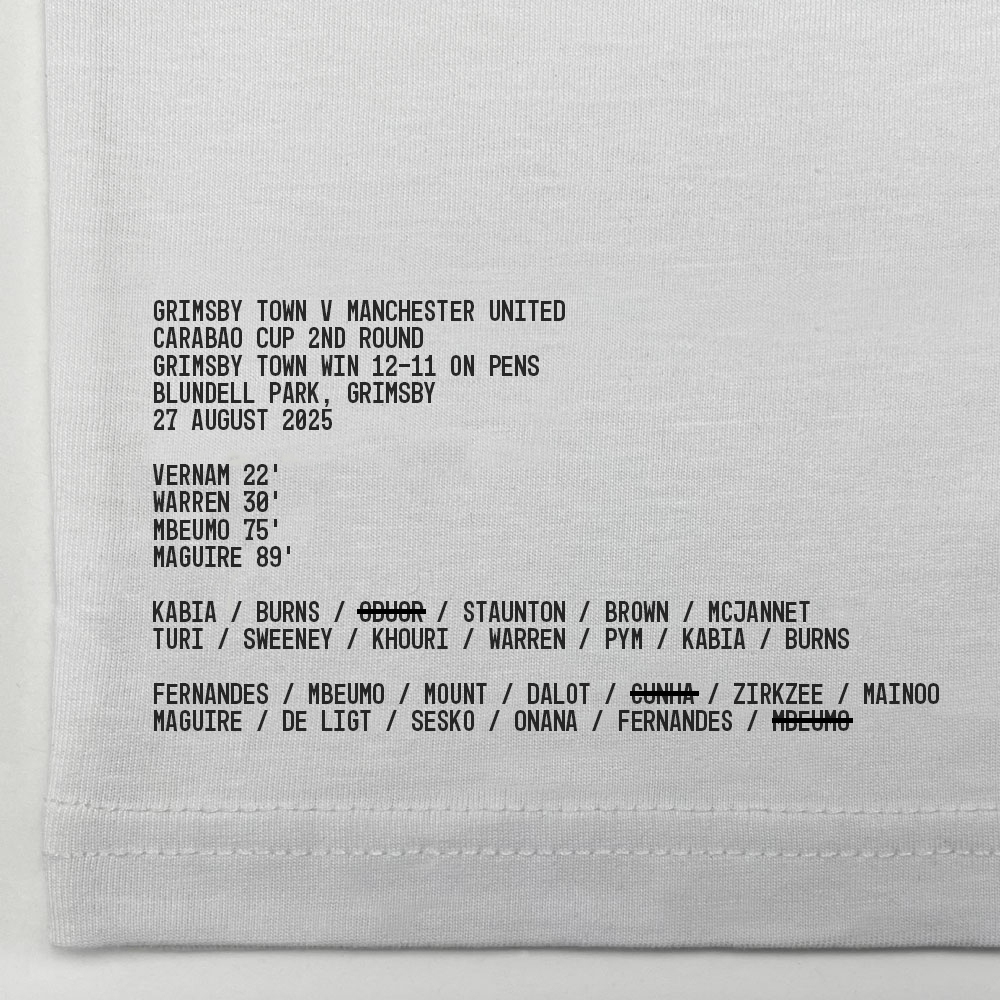 GRIMSBY TOWN V MANCHESTER UNITED
CARABAO CUP 2ND ROUND
GRIMSBY TOWN WIN 12-11 ON PENS
BLUNDELL PARK, GRIMSBY
27 AUGUST 2025
VERNAM 22'
WARREN 30'
MBEUMO 75'
MAGUIRE 89'
KABIA / BURNS / ODUOR / STAUNTON / BROWN / MCJANNET
TURI / SWEENEY / KHOURI / WARREN / PYM / KABIA / BURNS
FERNANDES / MBEUMO / MOUNT / DALOT / CUNHA / ZIRKZEE / MAINOO
MAGUIRE / DE LIGT / SESKO / ONANA / FERNANDES / MBEUMO